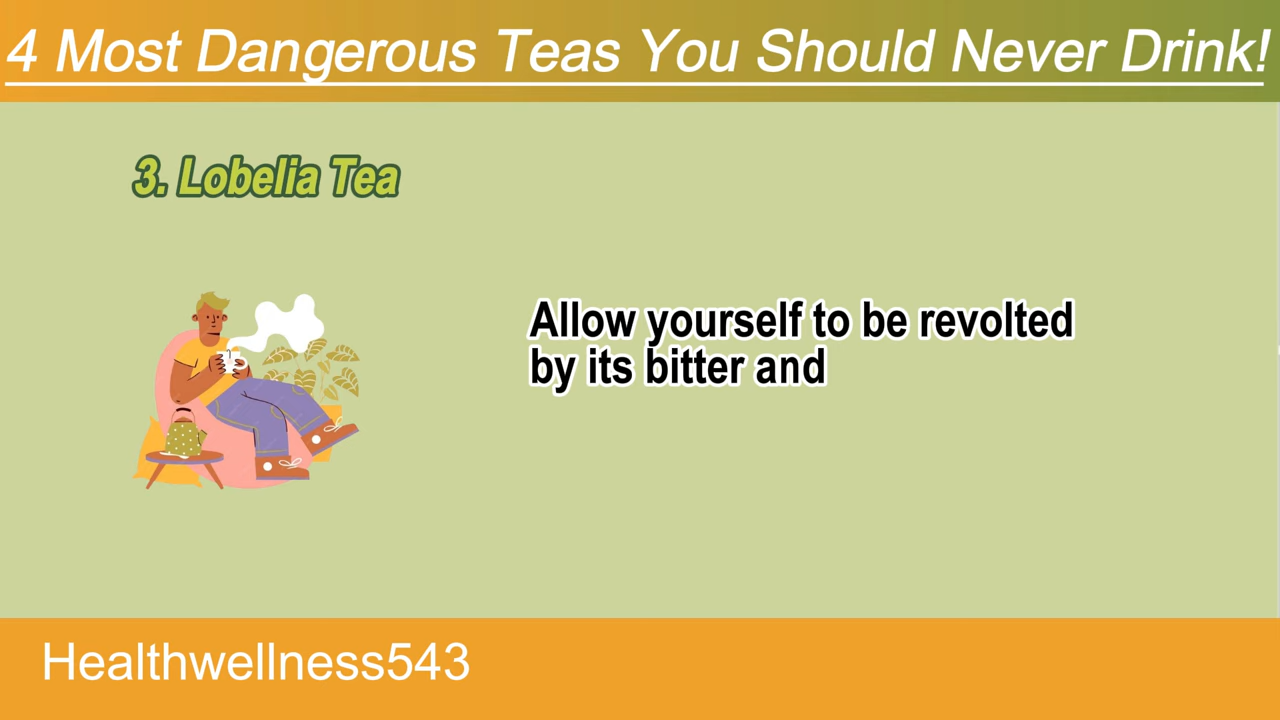 4 Most Dangerous Teas You Should Never Drink!
3. Lobelia Tea
Allow yourself to be revolted
by its bitter and
Healthwellness543